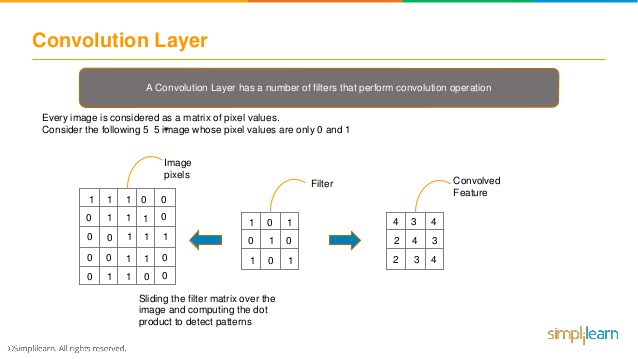 Convolution Layer
A Convolution Layer has a number of filters that perform convolution operation
Every image is considered as a matrix of pixel values.
Consider the following 5 5 image whose pixel values are only 0 and 1
Image
pixels
Filter
Convolved
Feature
1 1 1 0 0
0 1 1 1 0
0 0 1 1 1
0 0 1 1 0
0 1 1 0 0
1 0 1
0 1 0
1 0 1
4 3 4
2 4 3
2 3 4
Sliding the filter matrix over the
image and computing the dot
product to detect patterns
simplilearn
©Simplilearn. All rights reserved.